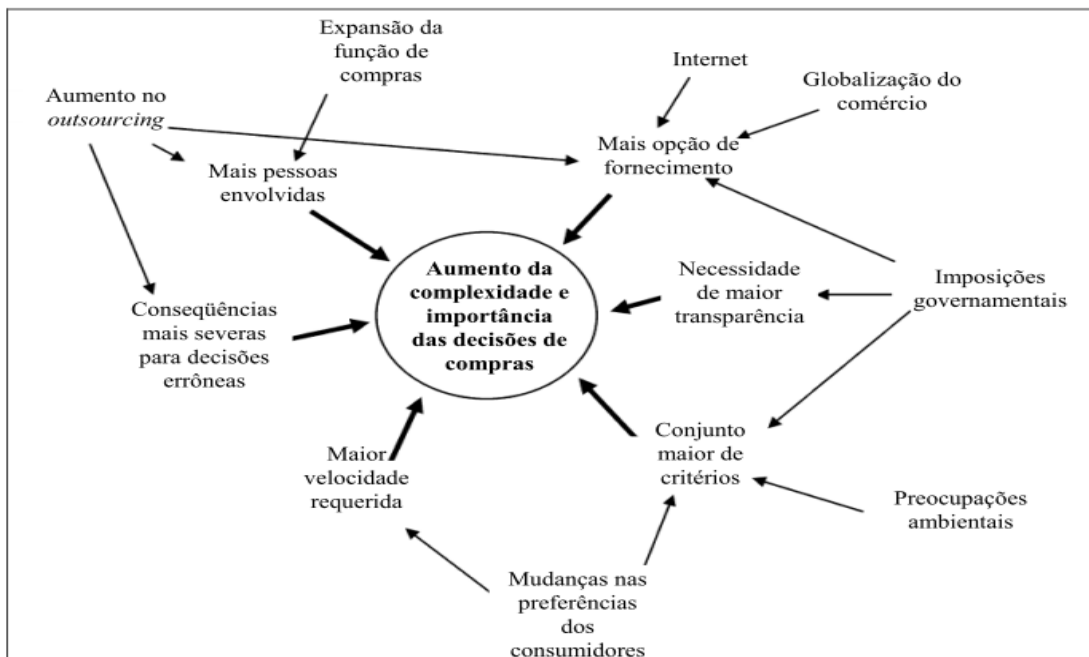 Expansão da
função de
compras
Internet
Globalização do
comércio
Aumento no
outsourcing
Mais opção de
fornecimento
Mais pessoas
envolvidas
Aumento da
complexidade e
importância
das decisões de
compras
Necessidade
de maior
transparência
Imposições
governamentais
Conseqüências
mais severas
para decisões
errôneas
Conjunto
maior de
critérios
Maior
velocidade
requerida
Preocupações
ambientais
Mudanças nas
preferências
dos
consumidores